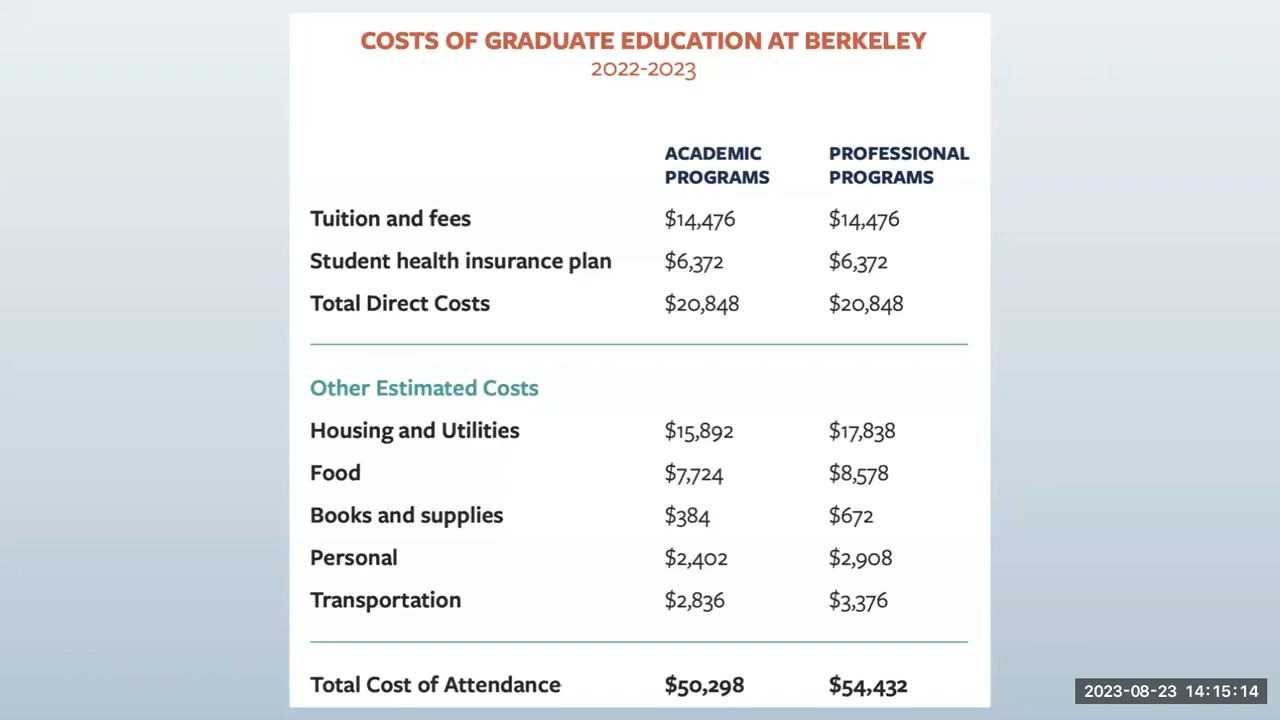 COSTS OF GRADUATE EDUCATION AT BERKELEY
2022-2023
ACADEMIC PROGRAMS PROFESSIONAL PROGRAMS
Tuition and fees $14,476 $14,476
Student health insurance plan $6,372 $6,372
Total Direct Costs $20,848 $20,848
Other Estimated Costs
Housing and Utilities $15,892 $17,838
Food $7,724 $8,578
Books and supplies $384 $672
Personal $2,402 $2,908
Transportation $2,836 $3,376
Total Cost of Attendance $50,298 $54,432
2023-08-23 14:15:14